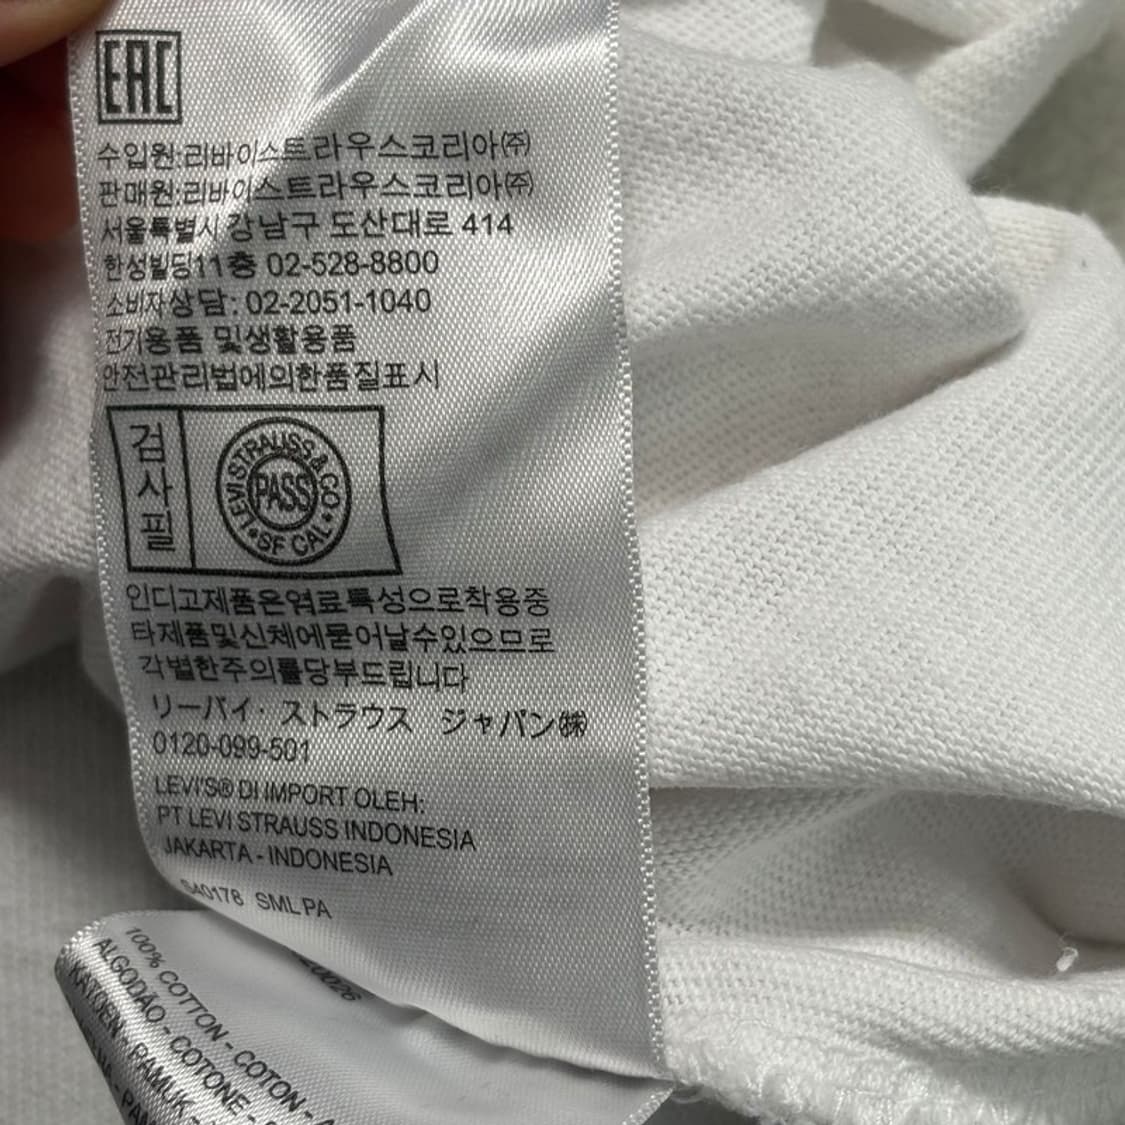 EAC
수입원:리바이스트라우스코리아㈜
판매원:리바이스트라우스코리아㈜
서울특별시 강남구 도산대로 414
한성빌딩11층 02-528-8800
소비자상담: 02-2051-1040
전기용품 및생활용품
안전관리법에의한품질표시
검사필
LEVI STRAUSS & CO
PASS
SF CAL
인디고제품은염료특성으로착용중
타제품및신체에묻어날수있으므로
각별한주의를당부드립니다
リーバイ・ストラウス ジャパン㈱
0120-099-501
LEVI'S® DI IMPORT OLEH:
PT LEVI STRAUSS INDONESIA
JAKARTA - INDONESIA
S40178 SML PA
100% COTTON - COTON -
ALGODÃO - COTONE -
PAMUK -